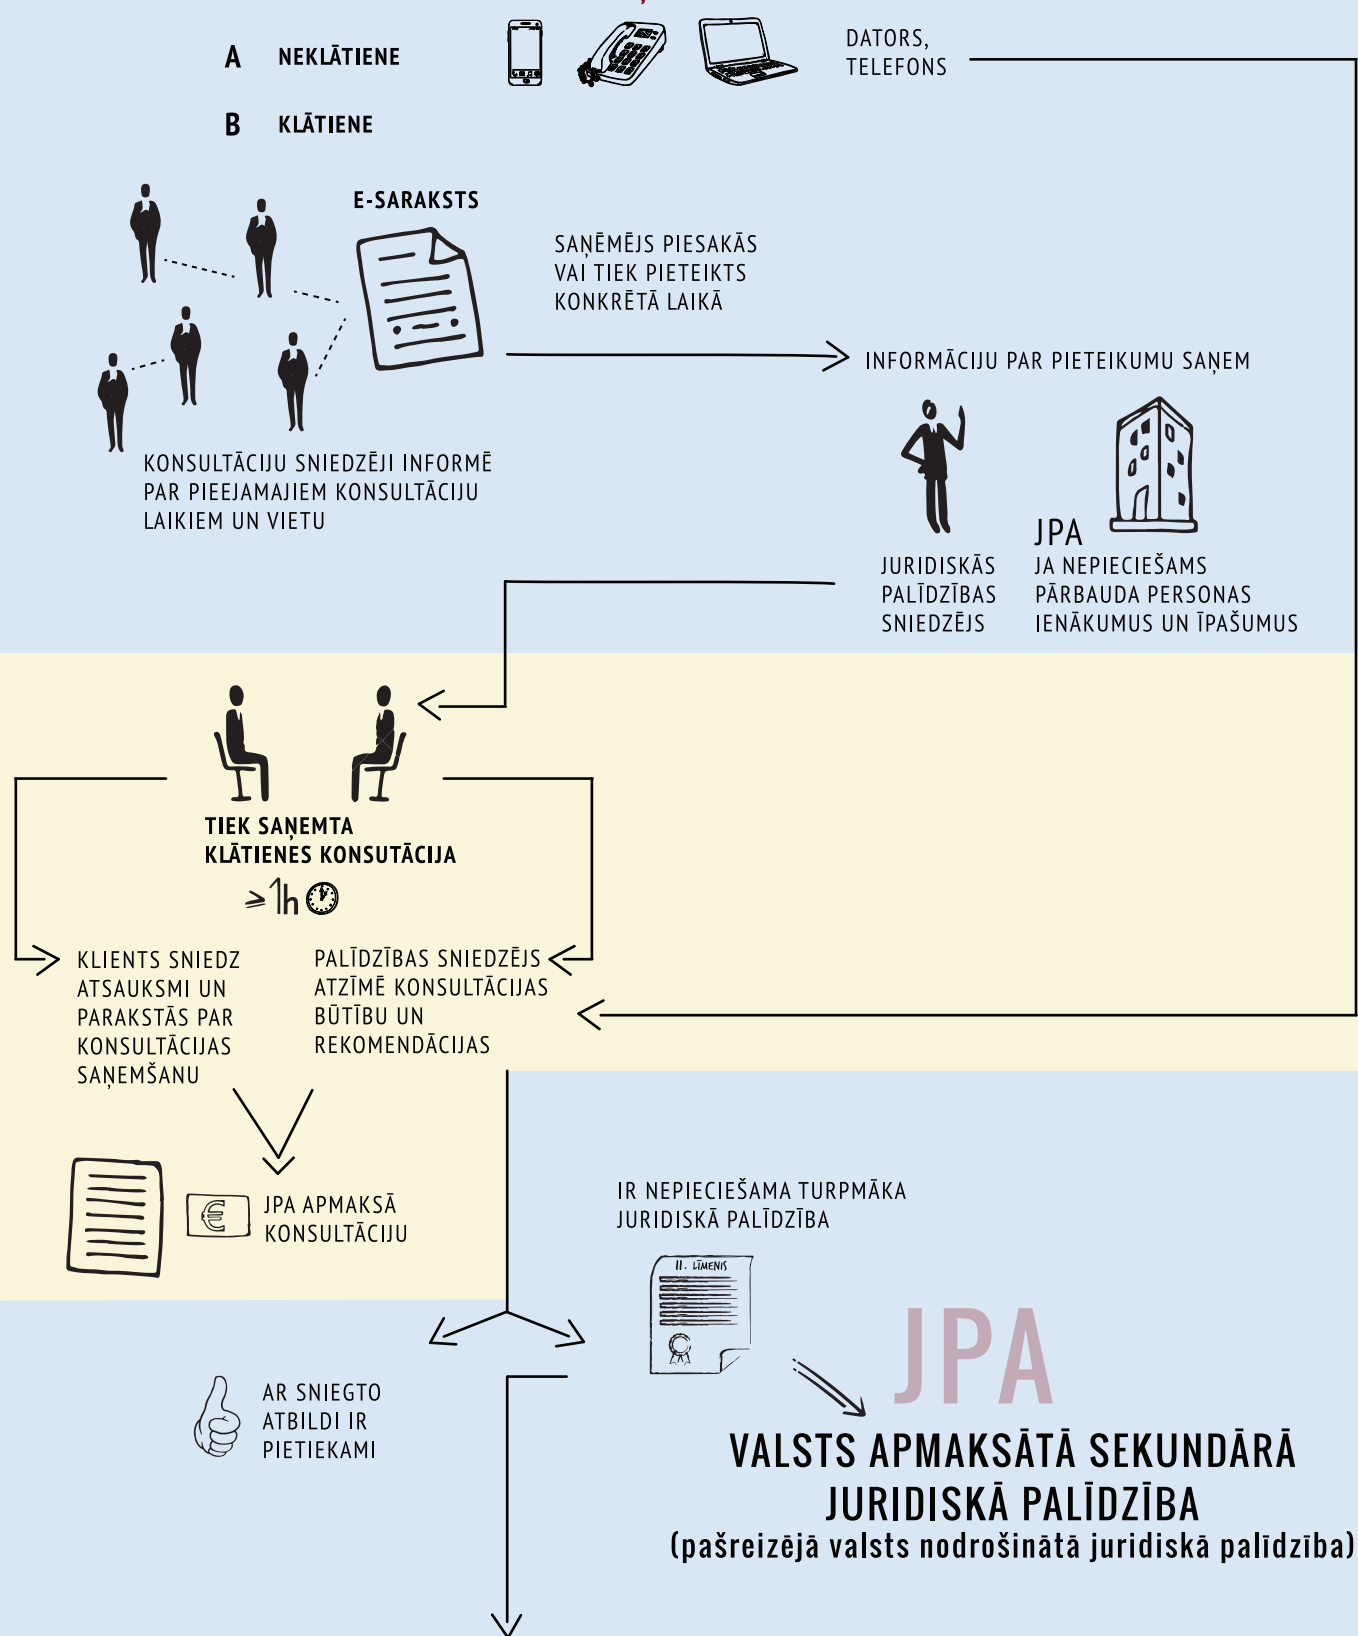 A NEKLĀTIENE
DATORS,
TELEFONS
B KLĀTIENE
E-SARAKSTS
SAŅĒMĒJS PIESAKĀS
VAI TIEK PIETEIKTS
KONKRĒTĀ LAIKĀ
INFORMĀCIJU PAR PIETEIKUMU SAŅEM
KONSULTĀCIJU SNIEDZĒJI INFORMĒ
PAR PIEEJAMAJIEM KONSULTĀCIJU
LAIKIEM UN VIETU
JURIDISKĀS
PALĪDZĪBAS
SNIEDZĒJS
JPA
JA NEPIECIEŠAMS
PĀRBAUDA PERSONAS
IENĀKUMUS UN ĪPAŠUMUS
TIEK SAŅEMTA
KLĀTIENES KONSUTĀCIJA
≥1h
KLIENTS SNIEDZ
ATSAUKSMI UN
PARAKSTĀS PAR
KONSULTĀCIJAS
SAŅEMŠANU
PALĪDZĪBAS SNIEDZĒJS
ATZĪMĒ KONSULTĀCIJAS
BŪTĪBU UN
REKOMENDĀCIJAS
€
JPA APMAKSĀ
KONSULTĀCIJU
IR NEPIECIEŠAMA TURPMĀKA
JURIDISKĀ PALĪDZĪBA
II. LĪMENIS
AR SNIEGTO
ATBILDI IR
PIETIEKAMI
JPA
VALSTS APMAKSĀTĀ SEKUNDĀRĀ
JURIDISKĀ PALĪDZĪBA
(pašreizējā valsts nodrošinātā juridiskā palīdzība)